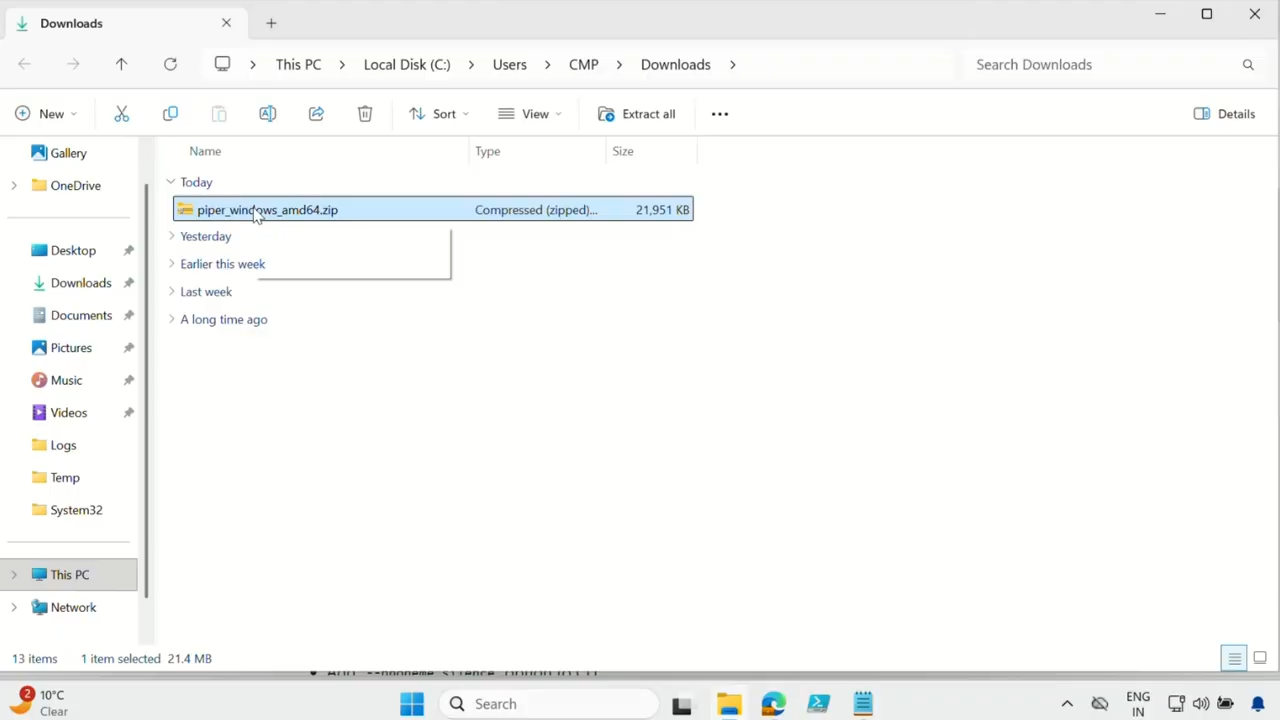 Downloads
This PC
Local Disk (C:)
Users
CMP
Downloads
Search Downloads
New
Sort
View
Extract all
Details
Gallery
OneDrive
Desktop
Downloads
Documents
Pictures
Music
Videos
Logs
Temp
System32
This PC
Network
Name
Type
Size
Today
piper_windows_amd64.zip
Compressed (zipped)...
21,951 KB
Yesterday
Earlier this week
Last week
A long time ago
13 items
1 item selected
21.4 MB
2
10°C
Clear
Search
ENG
IN